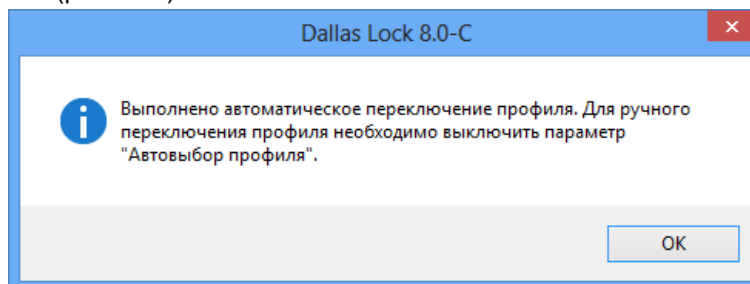 Dallas Lock 8.0-C
Выполнено автоматическое переключение профиля. Для ручного
переключения профиля необходимо выключить параметр
"Автовыбор профиля".
OK